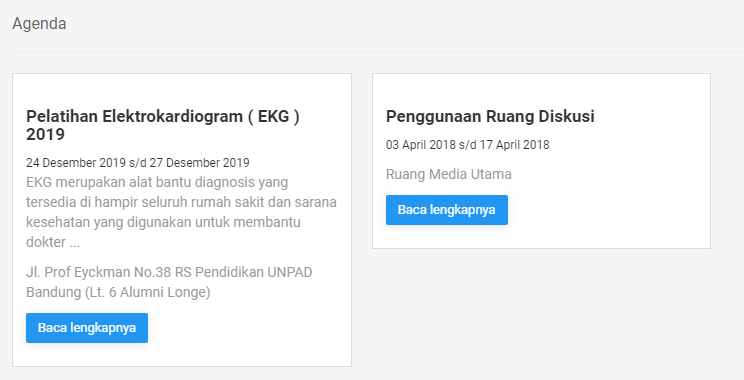 Agenda
Pelatihan Elektrokardiogram ( EKG )
2019
24 Desember 2019 s/d 27 Desember 2019
EKG merupakan alat bantu diagnosis yang
tersedia di hampir seluruh rumah sakit dan sarana
kesehatan yang digunakan untuk membantu
dokter ...
Jl. Prof Eyckman No.38 RS Pendidikan UNPAD
Bandung (Lt. 6 Alumni Longe)
Baca lengkapnya
Penggunaan Ruang Diskusi
03 April 2018 s/d 17 April 2018
Ruang Media Utama
Baca lengkapnya